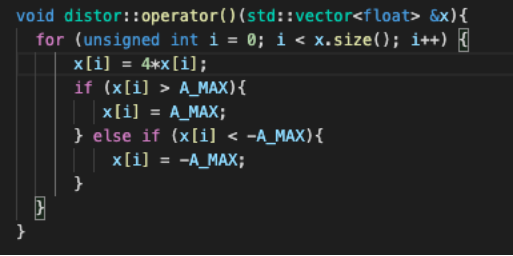 void distor::operator()(std::vector<float> &x){
  for (unsigned int i = 0; i < x.size(); i++) {
      x[i] = 4*x[i];
      if (x[i] > A_MAX){
        x[i] = A_MAX;
      } else if (x[i] < -A_MAX){
         x[i] = -A_MAX;
      }
  }
}